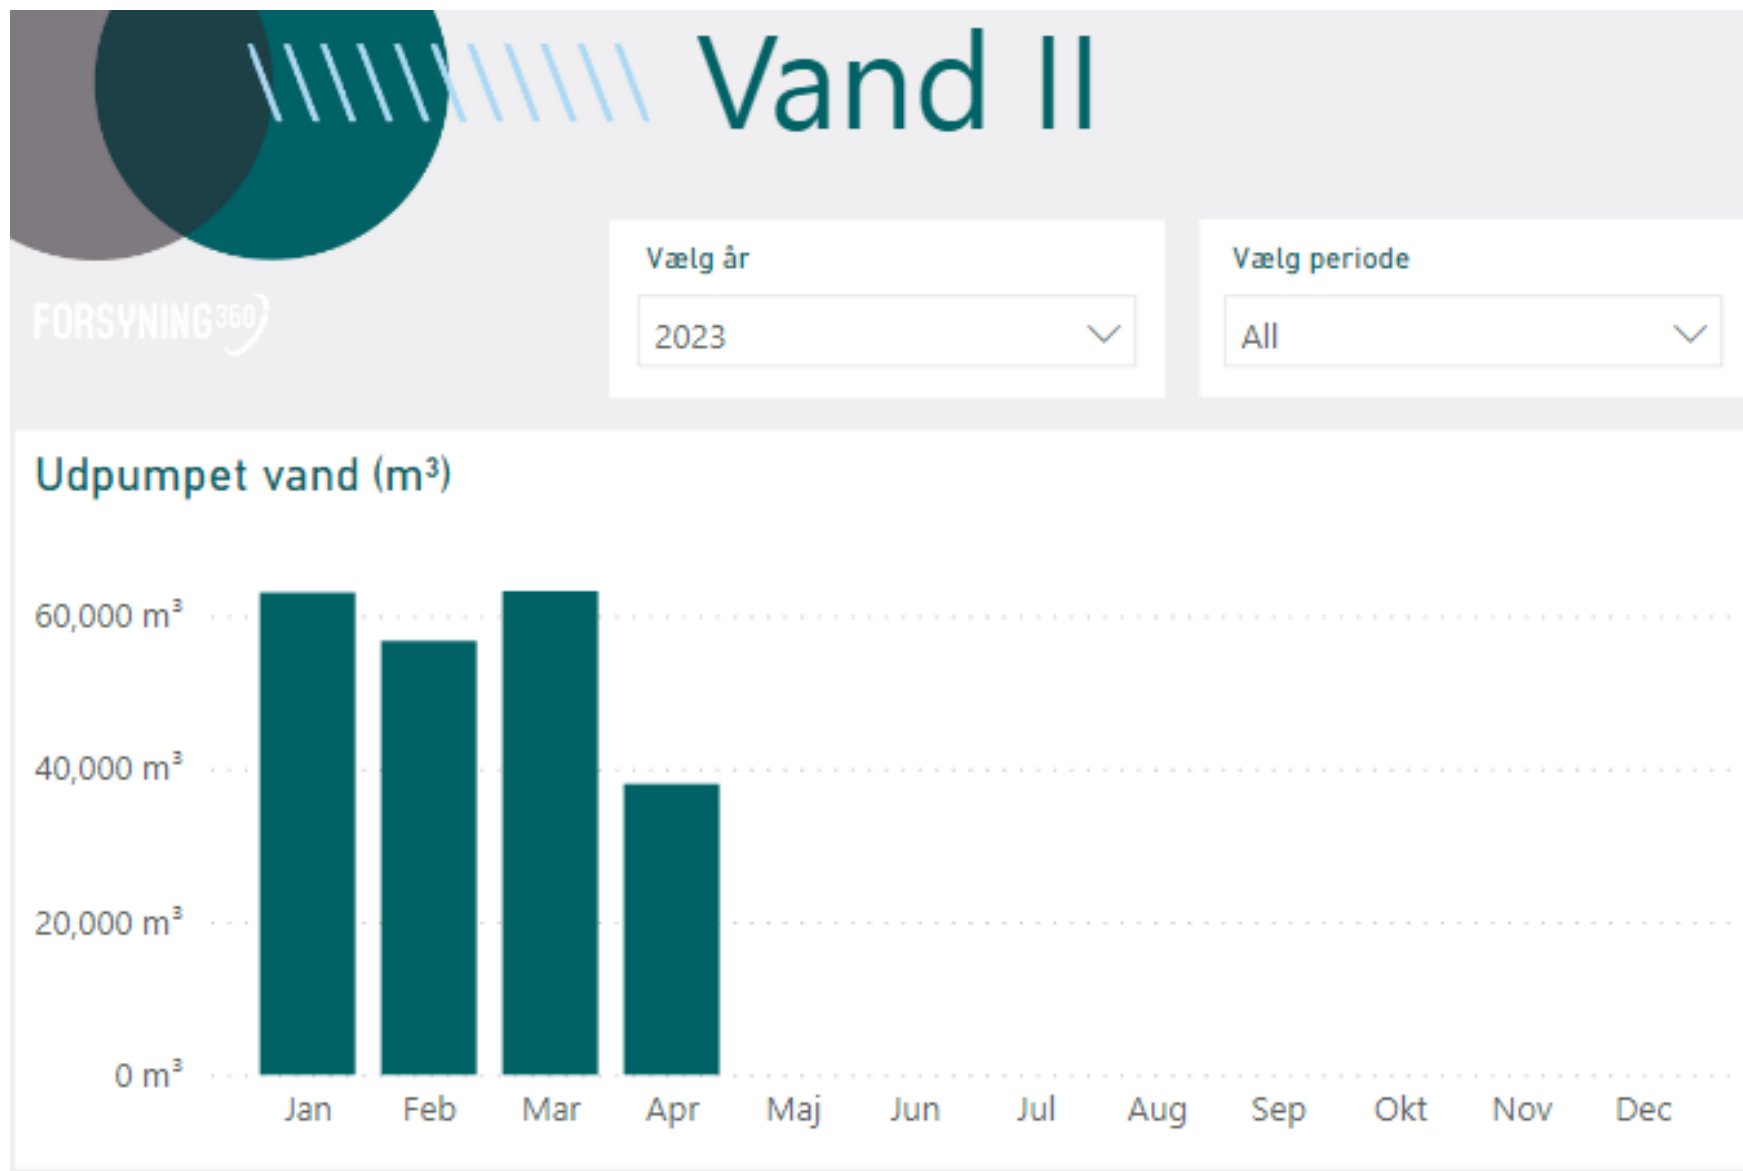 Vand II
Vælg år
Vælg periode
2023
All
FORSYNING360
Udpumpet vand (m³)
60,000 m³
40,000 m³
20,000 m³
0 m³
Jan Feb Mar Apr Maj Jun Jul Aug Sep Okt Nov Dec